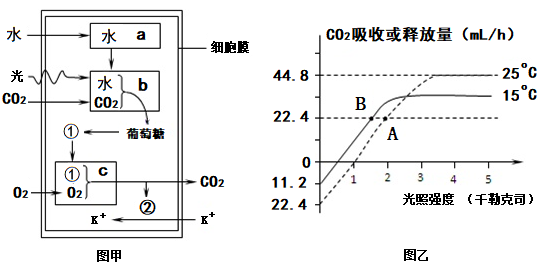 水
水 a
细胞膜
光
水 b
CO₂
CO₂
①
葡萄糖
① c
O₂
O₂
CO₂
②
K⁺
K⁺
图甲
CO₂吸收或释放量（mL/h）
44.8
25℃
15℃
22.4
B
A
0
1 2 3 4 5
11.2
22.4
光照强度 （千勒克司）
图乙